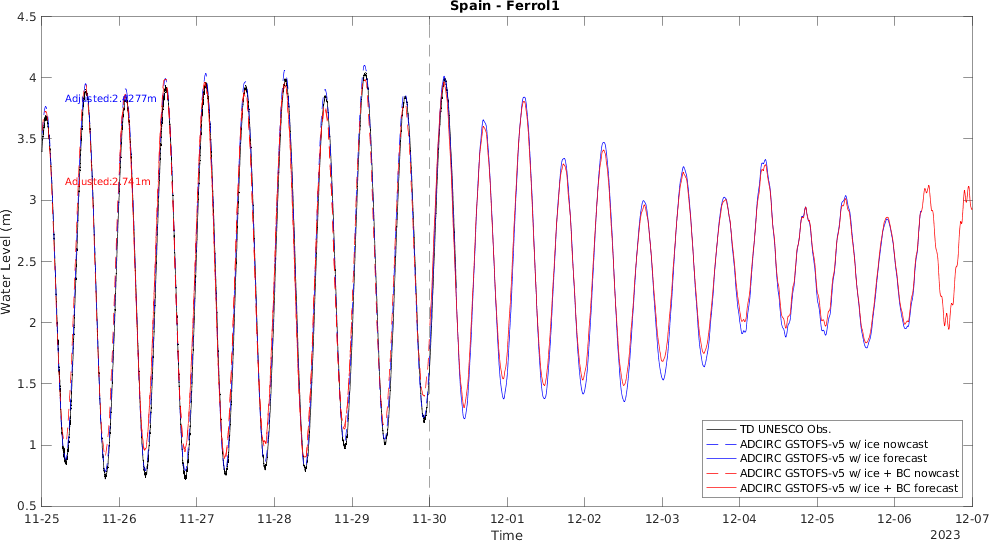 Spain - Ferrol1
4.5
4
3.5
3
2.5
2
1.5
1
0.5
Water Level (m)
Adjusted:2.4277m
Adjusted:2.741m
TD UNESCO Obs.
ADCIRC GSTOFS-v5 w/ ice nowcast
ADCIRC GSTOFS-v5 w/ ice forecast
ADCIRC GSTOFS-v5 w/ ice + BC nowcast
ADCIRC GSTOFS-v5 w/ ice + BC forecast
11-25 11-26 11-27 11-28 11-29 11-30 12-01 12-02 12-03 12-04 12-05 12-06 12-07
Time
2023